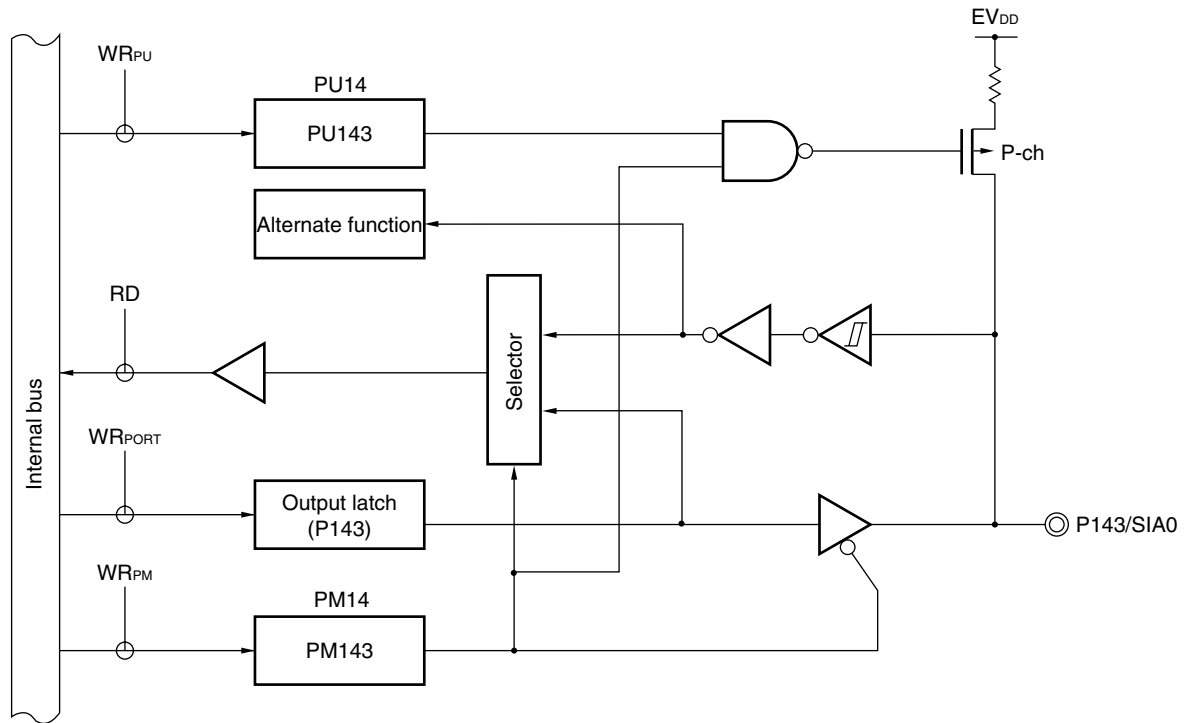 EVDD
WRPU
PU14
PU143
P-ch
Alternate function
RD
Selector
Internal bus
WRPORT
Output latch
(P143)
P143/SIA0
WRPM
PM14
PM143